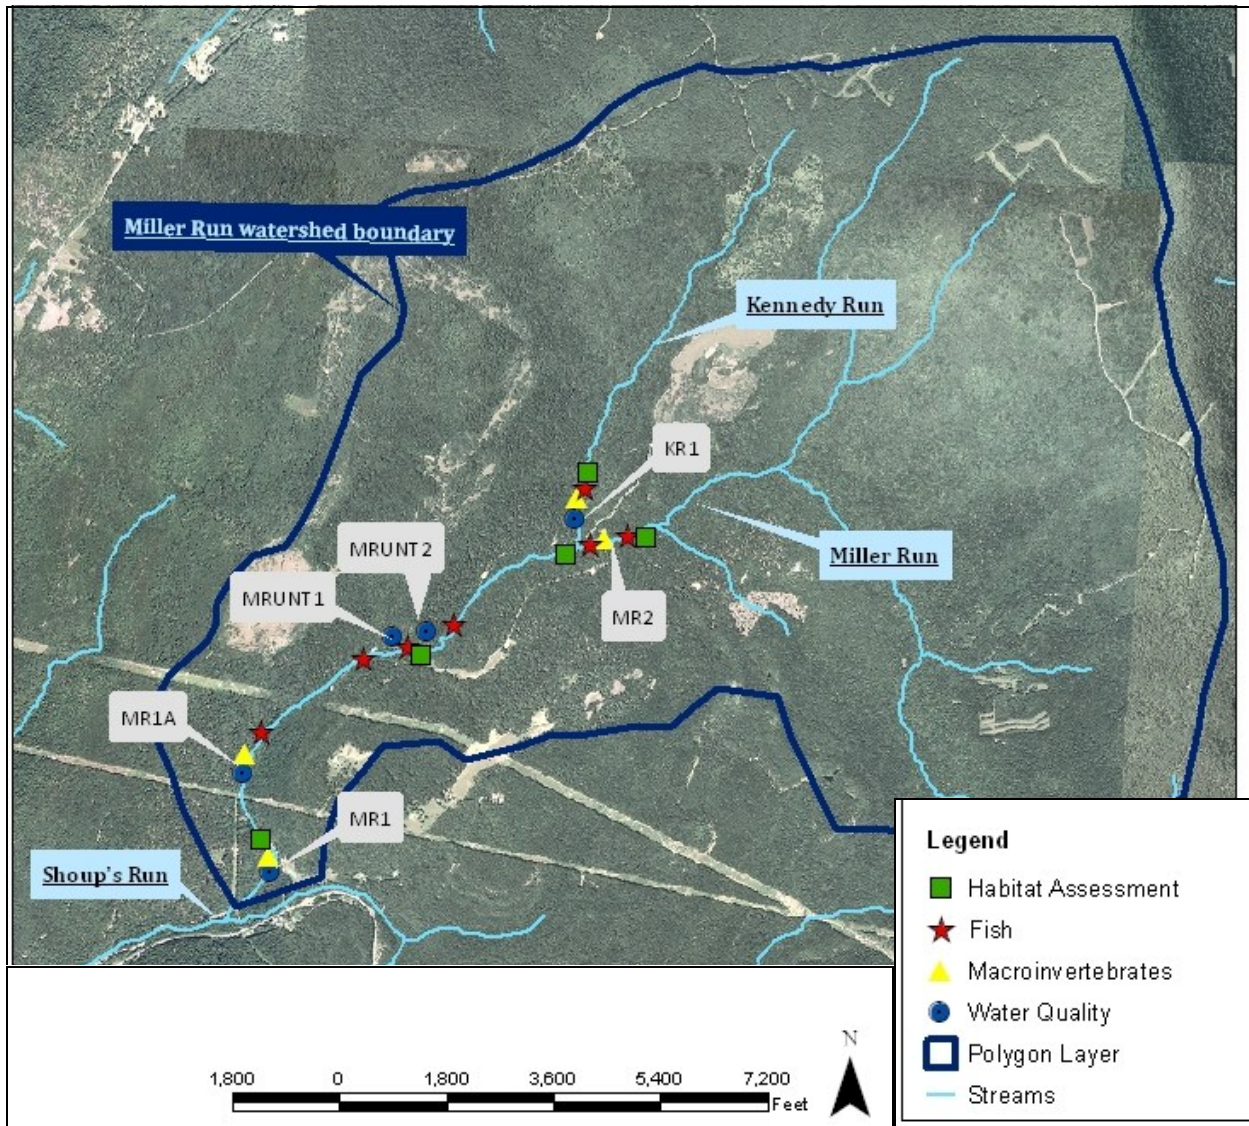 Miller Run watershed boundary
Kennedy Run
KR1
MRUNT 2
Miller Run
MRUNT 1
MR2
MR1A
MR1
Shoup's Run
Legend
Habitat Assessment
Fish
Macroinvertebrates
Water Quality
Polygon Layer
Streams
N
1,800 0 1,800 3,600 5,400 7,200
Feet